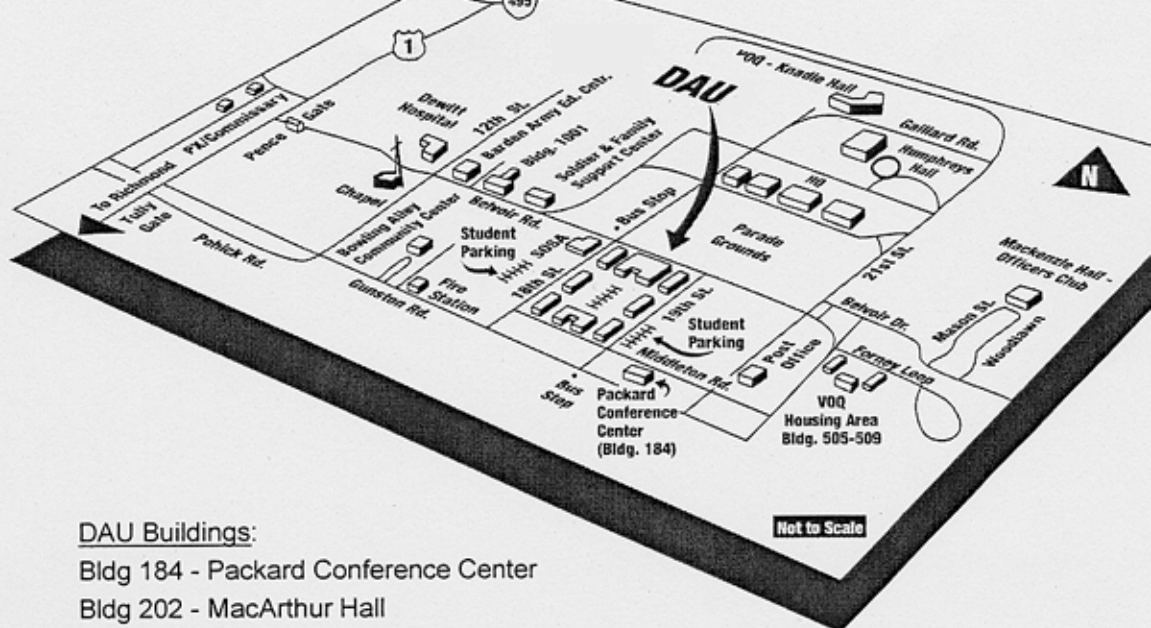 495
1
VOQ - Knadle Hall
DAU
Dewitt
Hospital
12th St.
Barden Army Ed. Cntr.
Bldg. 1001
Soldier & Family
Support Center
Gaillard Rd.
Humphreys
Hall
N
PX/Commissary
Pence Gate
To Richmond
Tully
Gate
Chapel
Pohick Rd.
Belvoir Rd.
Bowling Alley
Community Center
Student
Parking
SOSA
18th St.
Bus Stop
HQ
Parade
Grounds
21st St.
Mackenzie Hall -
Officers Club
Fire
Station
Gunston Rd.
19th St.
Student
Parking
Middleton Rd.
Post
Office
Belvoir Dr.
Mason St.
Woodlawn
Forney Loop
Bus
Stop
Packard
Conference
Center
(Bldg. 184)
VOQ
Housing Area
Bldg. 505-509
Not to Scale
DAU Buildings:
Bldg 184 - Packard Conference Center
Bldg 202 - MacArthur Hall